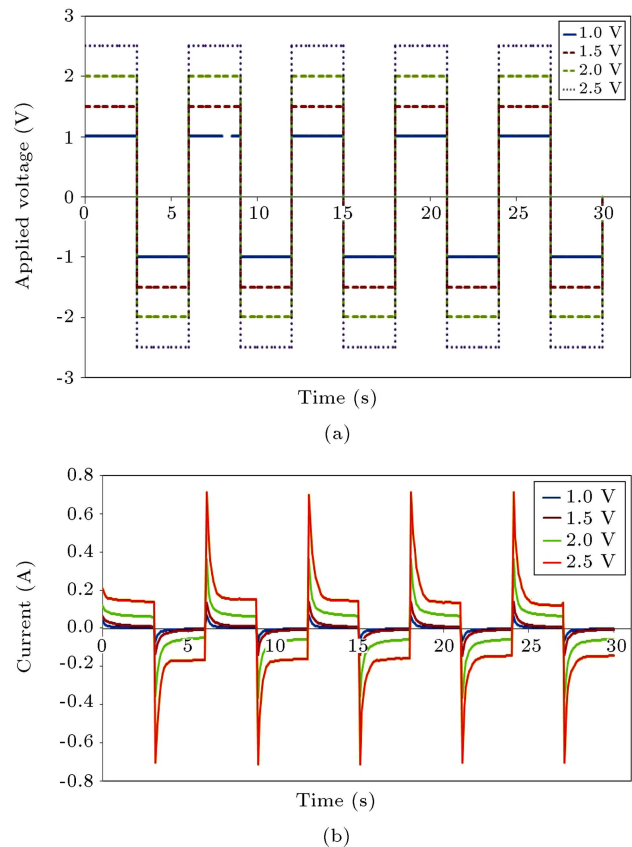 3
2
1
0
-1
-2
-3
0 5 10 15 20 25 30
Applied voltage (V)
1.0 V
1.5 V
2.0 V
2.5 V
Time (s)
(a)
0.8
0.6
0.4
0.2
0.0
-0.2
-0.4
-0.6
-0.8
0 5 10 15 20 25 30
Current (A)
1.0 V
1.5 V
2.0 V
2.5 V
Time (s)
(b)